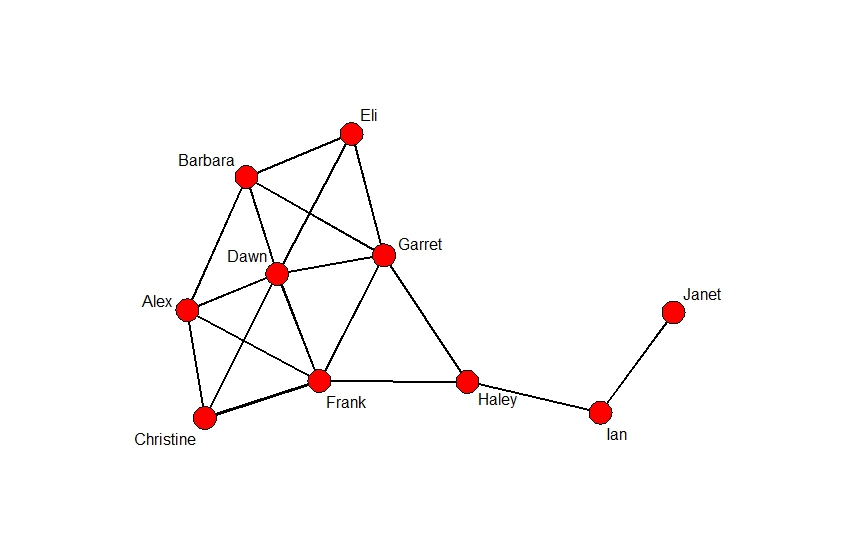 Eli
Barbara
Garret
Dawn
Janet
Alex
Haley
Frank
Ian
Christine